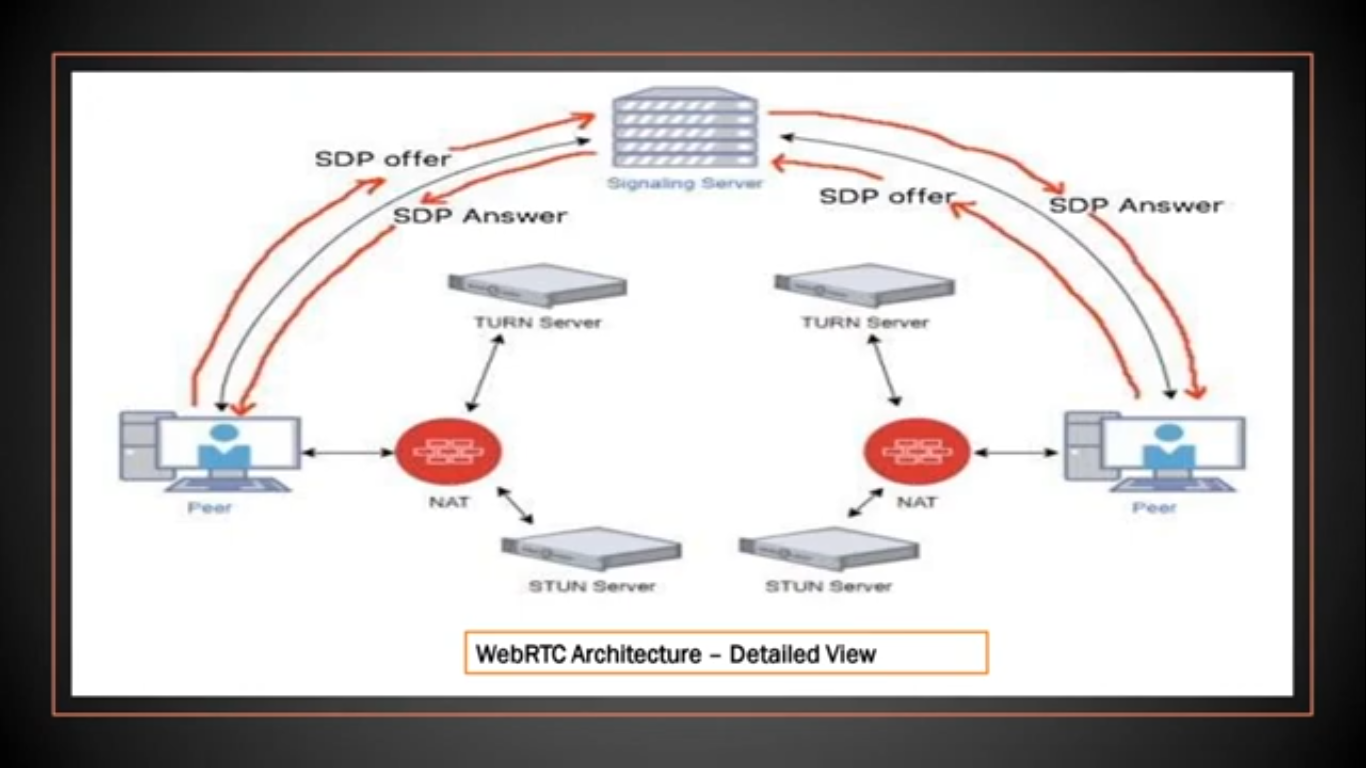 SDP offer
SDP Answer
Signaling Server
SDP offer
SDP Answer
TURN Server
TURN Server
Peer
NAT
NAT
Peer
STUN Server
STUN Server
WebRTC Architecture – Detailed View